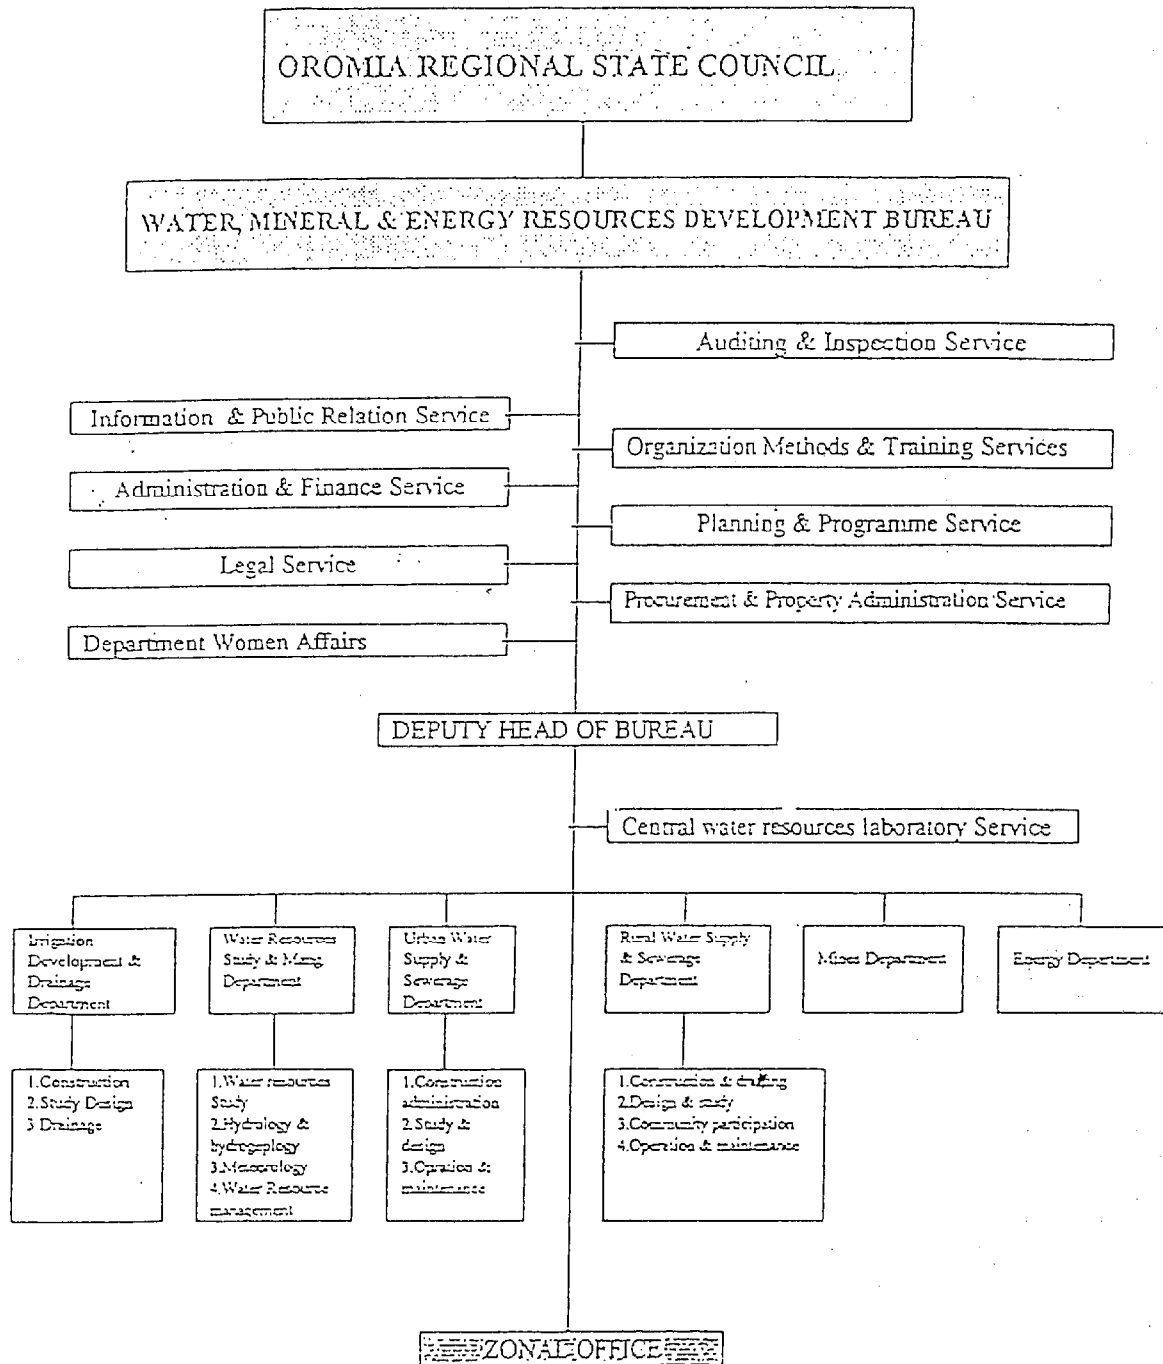 OROMIA REGIONAL STATE COUNCIL
WATER, MINERAL & ENERGY RESOURCES DEVELOPMENT BUREAU
Auditing & Inspection Service
Information & Public Relation Service
Organization Methods & Training Services
Administration & Finance Service
Planning & Programme Service
Legal Service
Procurement & Property Administration Service
Department Women Affairs
DEPUTY HEAD OF BUREAU
Central water resources laboratory Service
Irrigation
Development &
Drainage
Department
Water Resources
Study & Mang.
Department
Urban Water
Supply &
Sewerage
Department
Rural Water Supply
& Sewerage
Department
Mines Department
Energy Department
1.Construction
2.Study Design
3 Drainage
1.Water resources
Study
2.Hydrology &
hydrogeplogy
3.Meteorology
4.Water Resource
management
1.Construction
administration
2.Study &
design
3.Opration &
maintenance
1.Construction &
2.Design & study
3.Community participation
4.Operation & maintenance
ZONAL OFFICE